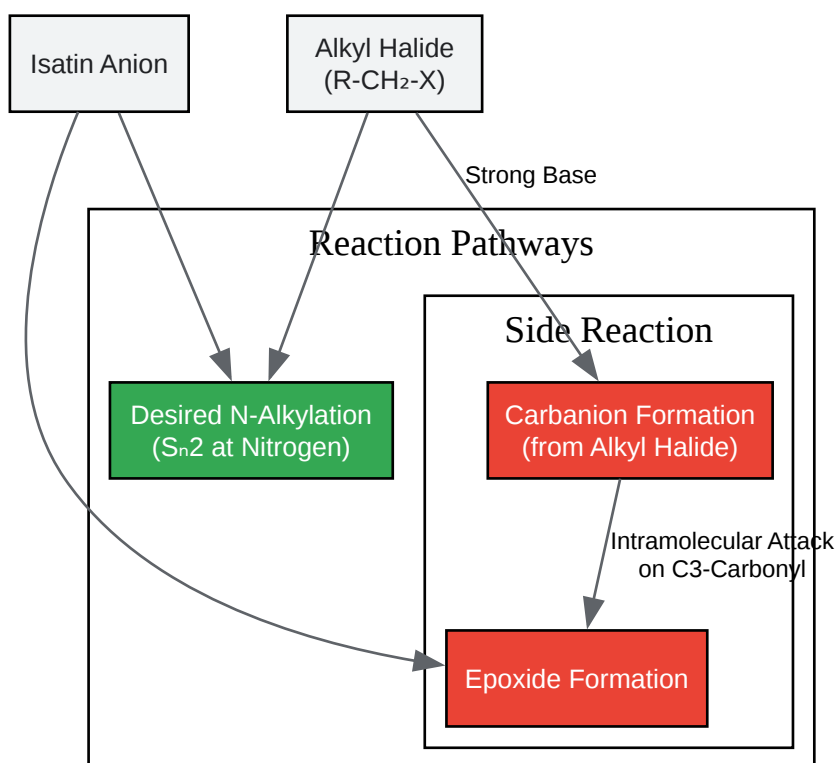 Isatin Anion
Alkyl Halide
(R-CH₂-X)
Strong Base
Reaction Pathways
Side Reaction
Desired N-Alkylation
(Sₙ2 at Nitrogen)
Carbanion Formation
(from Alkyl Halide)
Intramolecular Attack
on C3-Carbonyl
Epoxide Formation